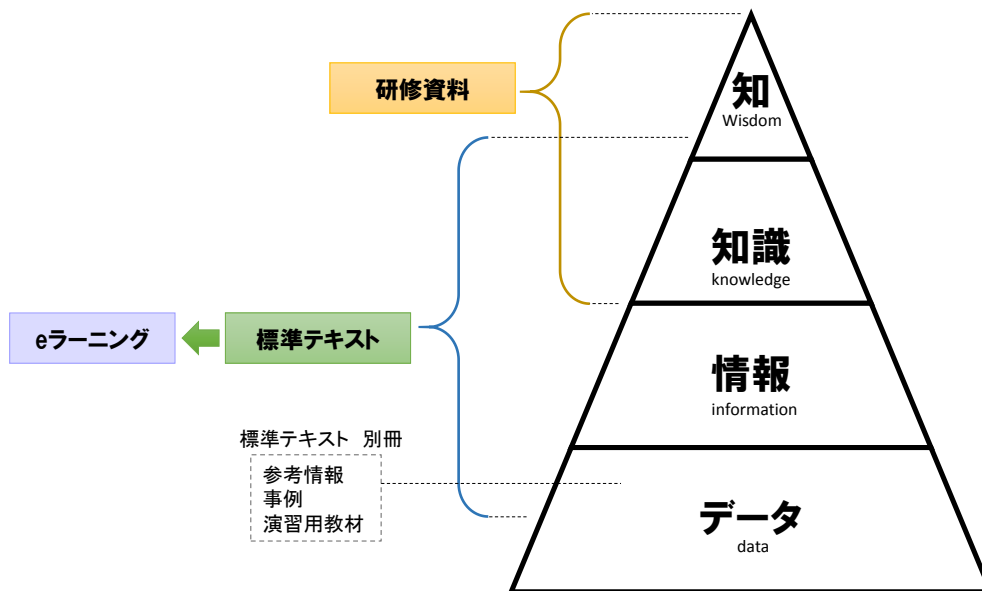 研修資料
知
Wisdom
知識
knowledge
eラーニング
標準テキスト
情報
information
標準テキスト 別冊
参考情報
事例
演習用教材
データ
data